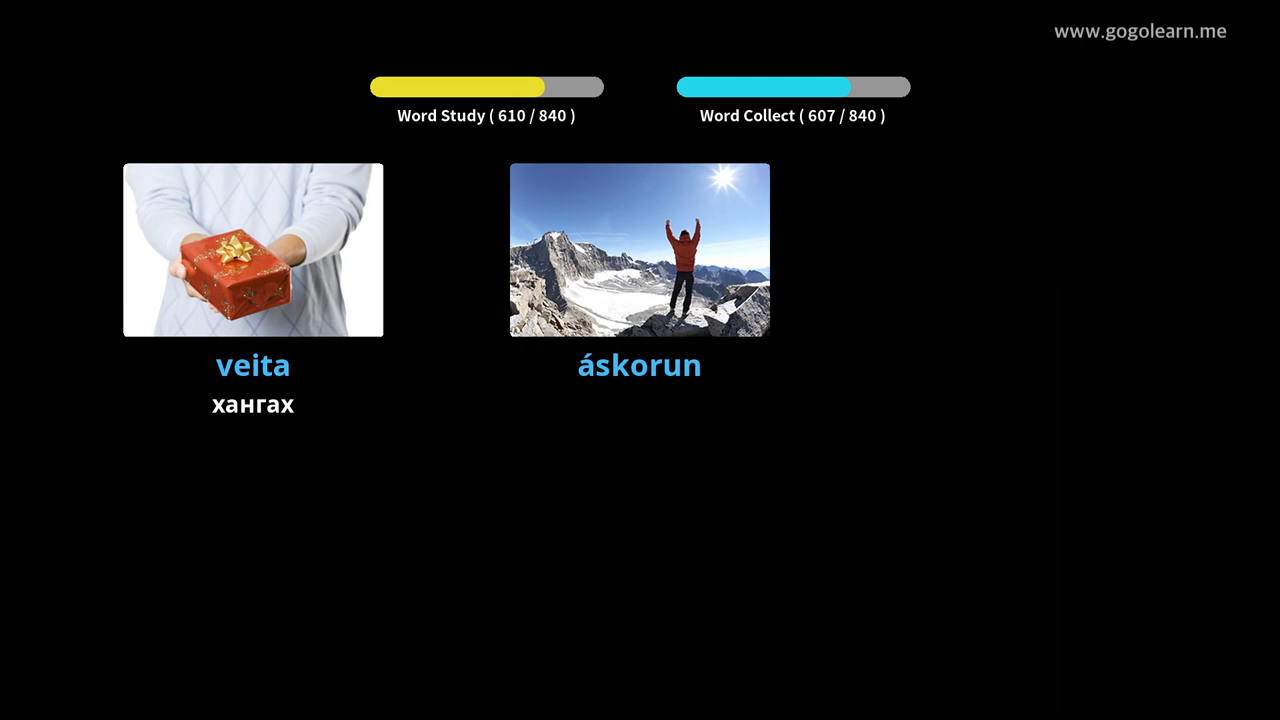 www.gogolearn.me
Word Study ( 610 / 840 )
Word Collect ( 607 / 840 )
veita
áskorun
хангах